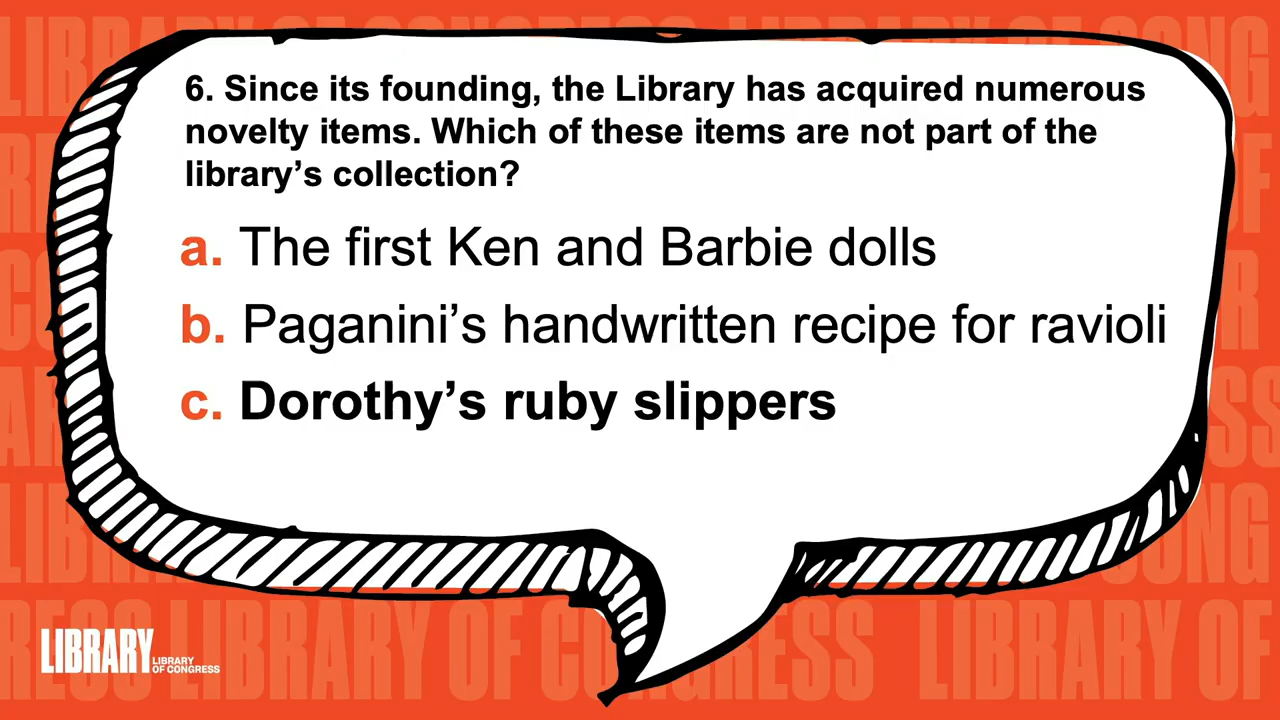 6. Since its founding, the Library has acquired numerous
novelty items. Which of these items are not part of the
library’s collection?
a. The first Ken and Barbie dolls
b. Paganini’s handwritten recipe for ravioli
c. Dorothy’s ruby slippers
LIBRARY
LIBRARY
OF CONGRESS